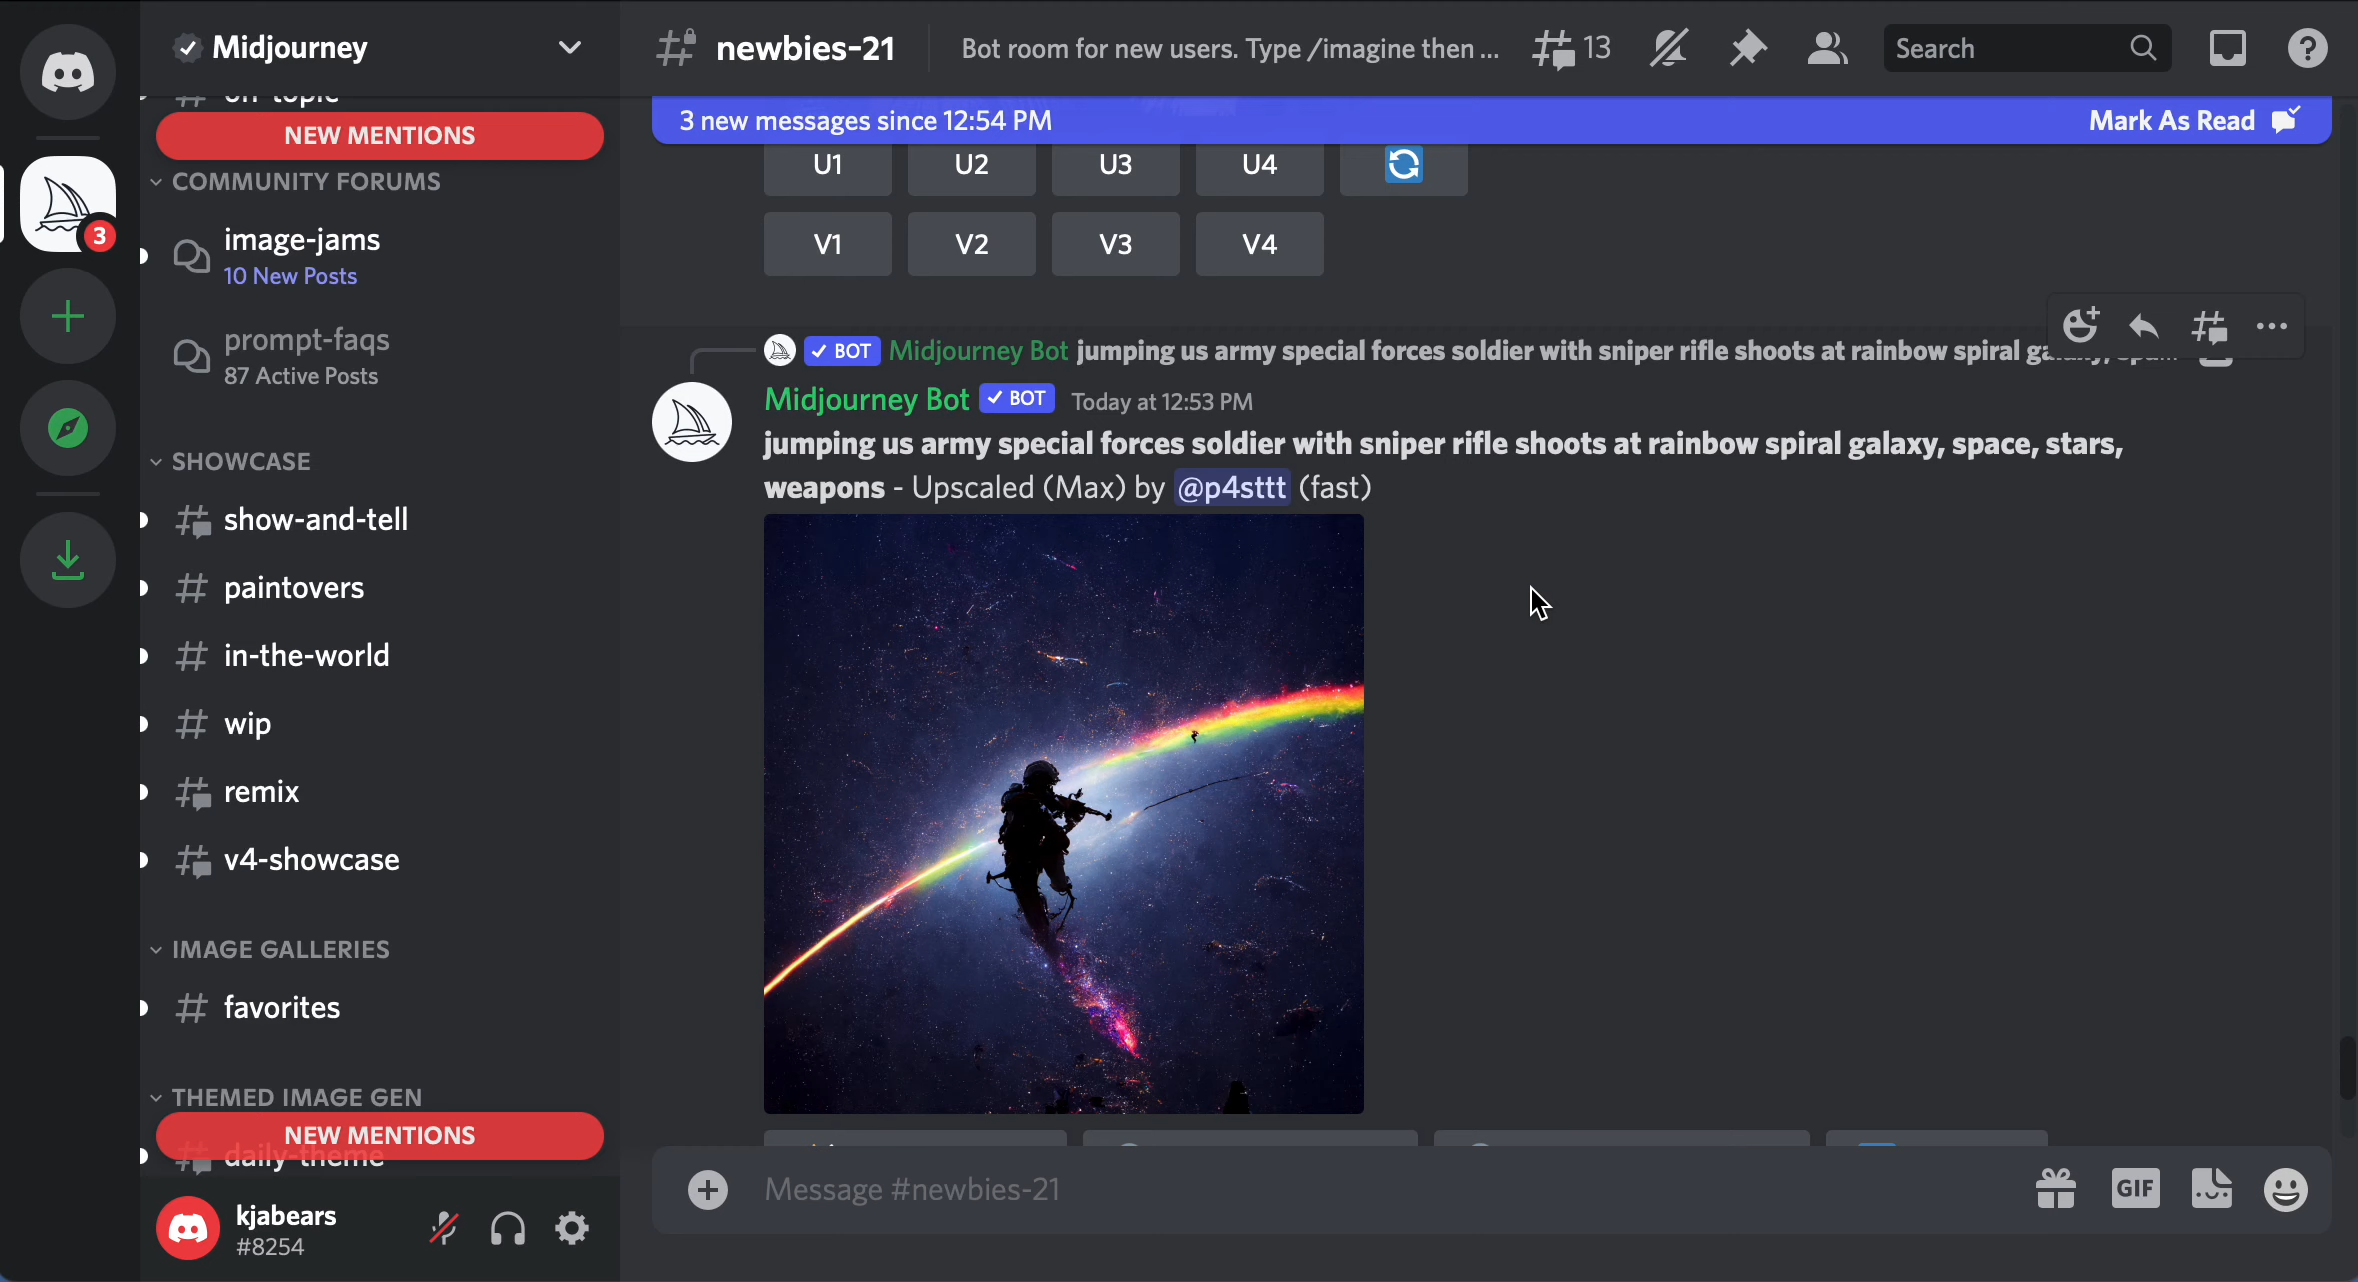 Midjourney
off-topic
NEW MENTIONS
COMMUNITY FORUMS
image-jams
10 New Posts
prompt-faqs
87 Active Posts
SHOWCASE
show-and-tell
paintovers
in-the-world
wip
remix
v4-showcase
IMAGE GALLERIES
favorites
THEMED IMAGE GEN
NEW MENTIONS
daily-theme
kjabears
#8254
3
newbies-21
Bot room for new users. Type /imagine then ...
13
Search
3 new messages since 12:54 PM
Mark As Read
U1 U2 U3 U4
V1 V2 V3 V4
BOT Midjourney Bot jumping us army special forces soldier with sniper rifle shoots at rainbow spiral
Midjourney Bot BOT Today at 12:53 PM
jumping us army special forces soldier with sniper rifle shoots at rainbow spiral galaxy, space, stars,
weapons - Upscaled (Max) by @p4sttt (fast)
Message #newbies-21
GIF